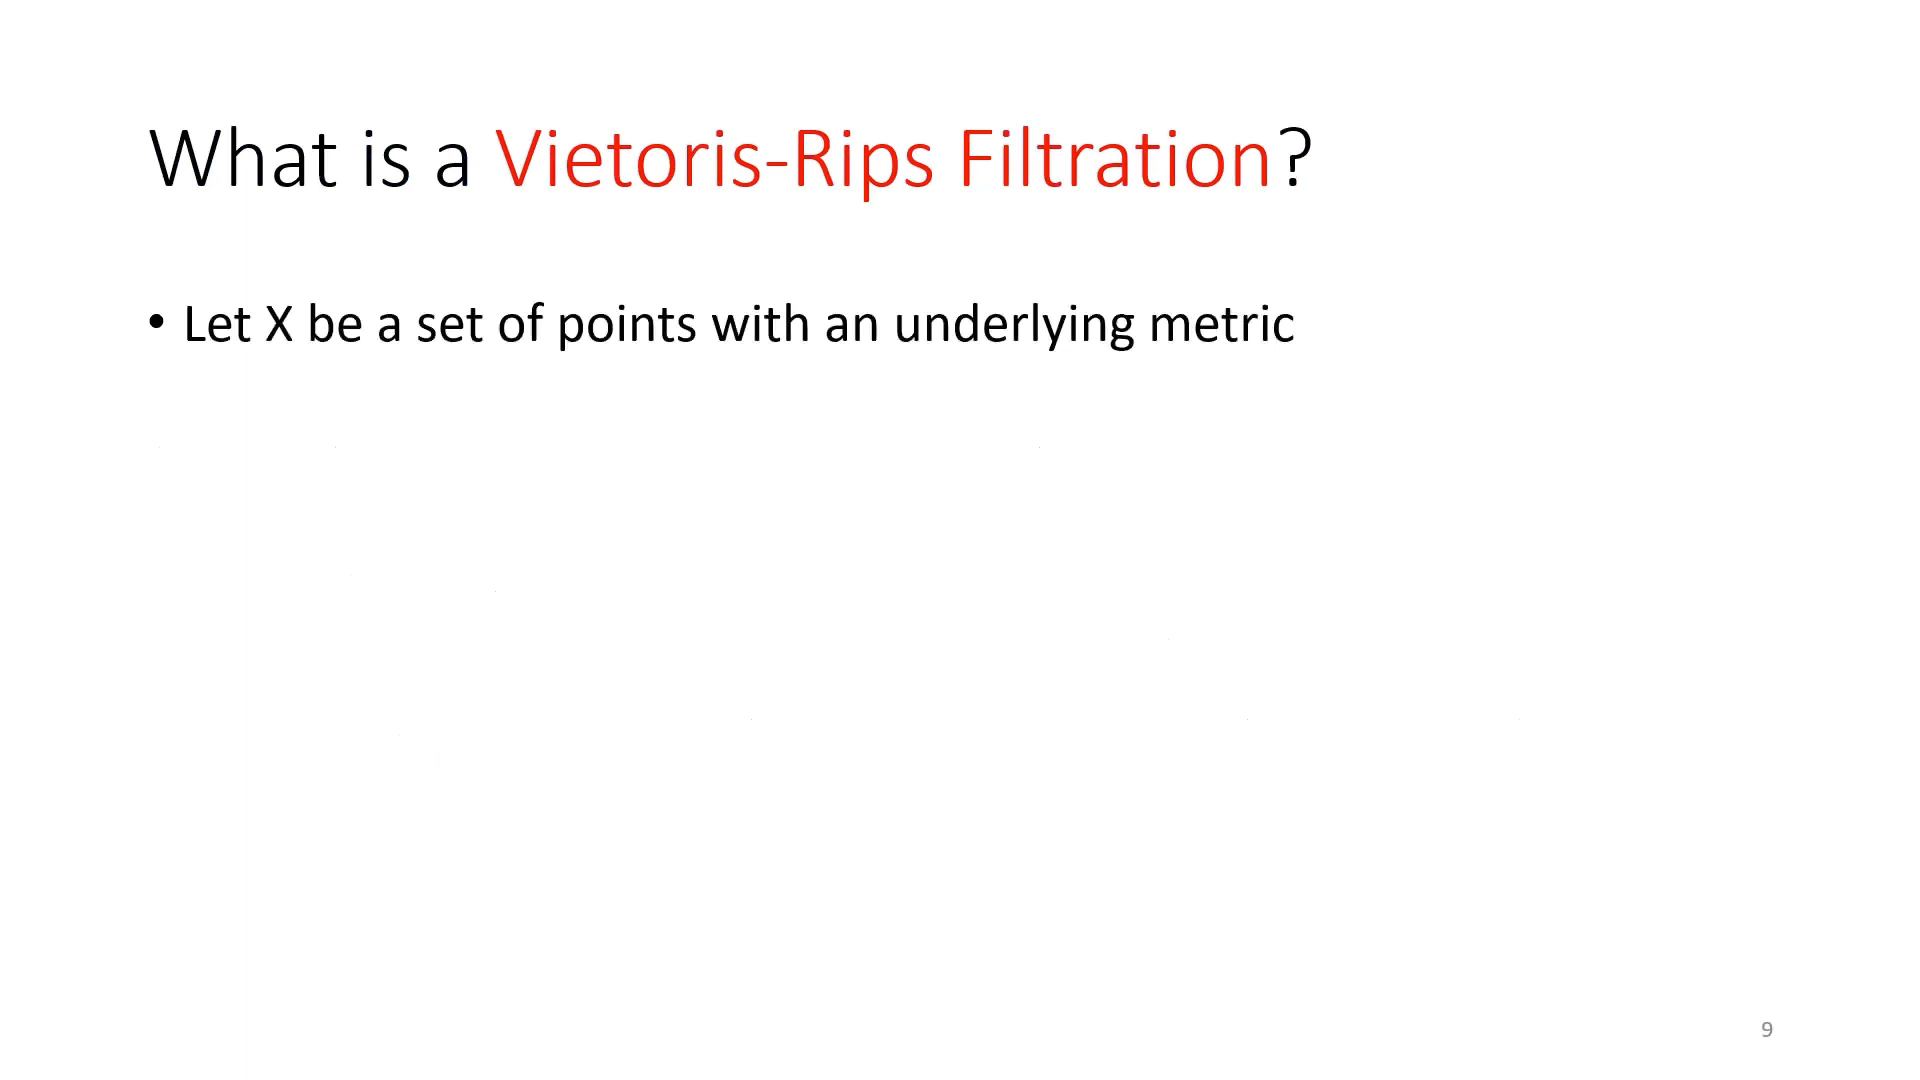 What is a Vietoris-Rips Filtration?
• Let X be a set of points with an underlying metric
9